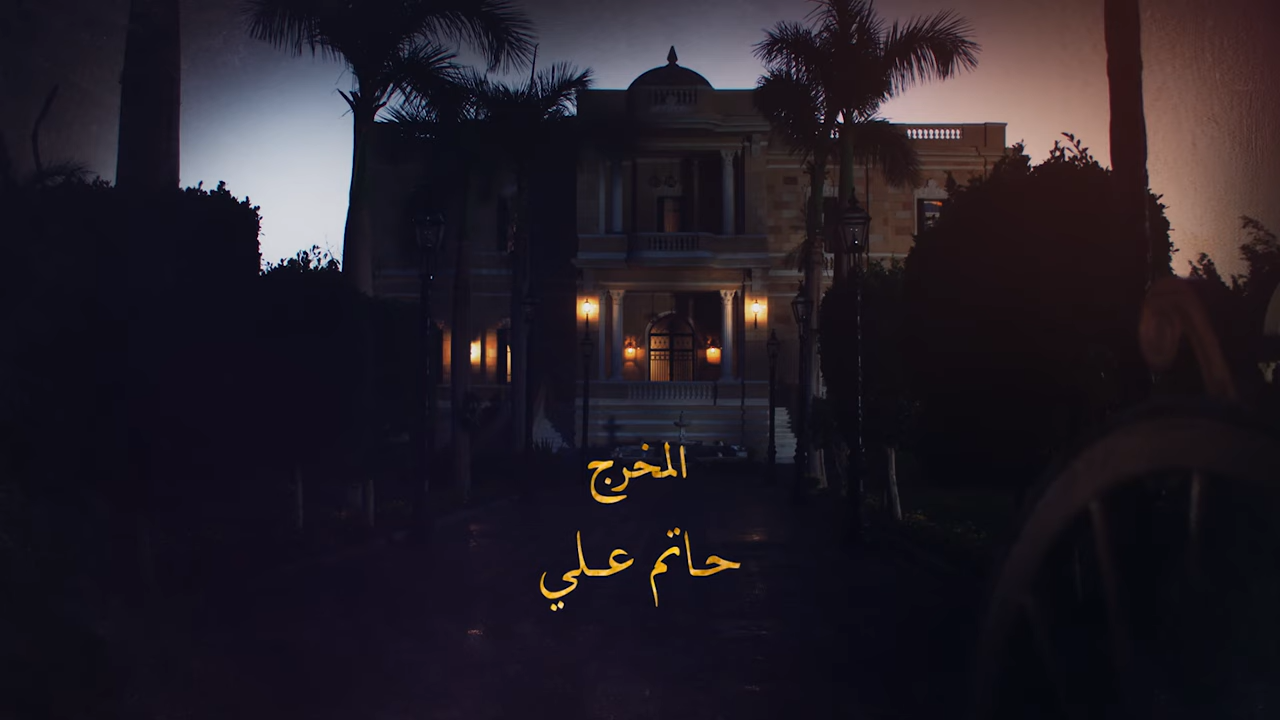 المخرج
حاتم علي